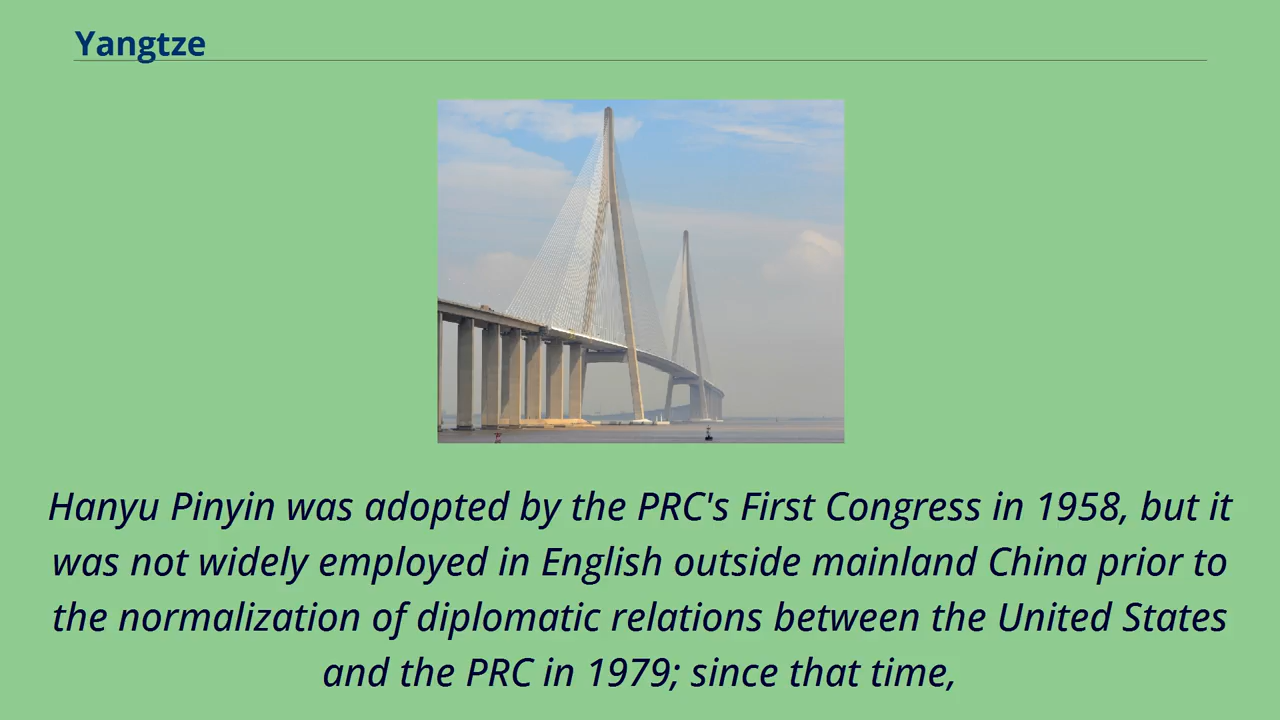 Yangtze
Hanyu Pinyin was adopted by the PRC's First Congress in 1958, but it
was not widely employed in English outside mainland China prior to
the normalization of diplomatic relations between the United States
and the PRC in 1979; since that time,